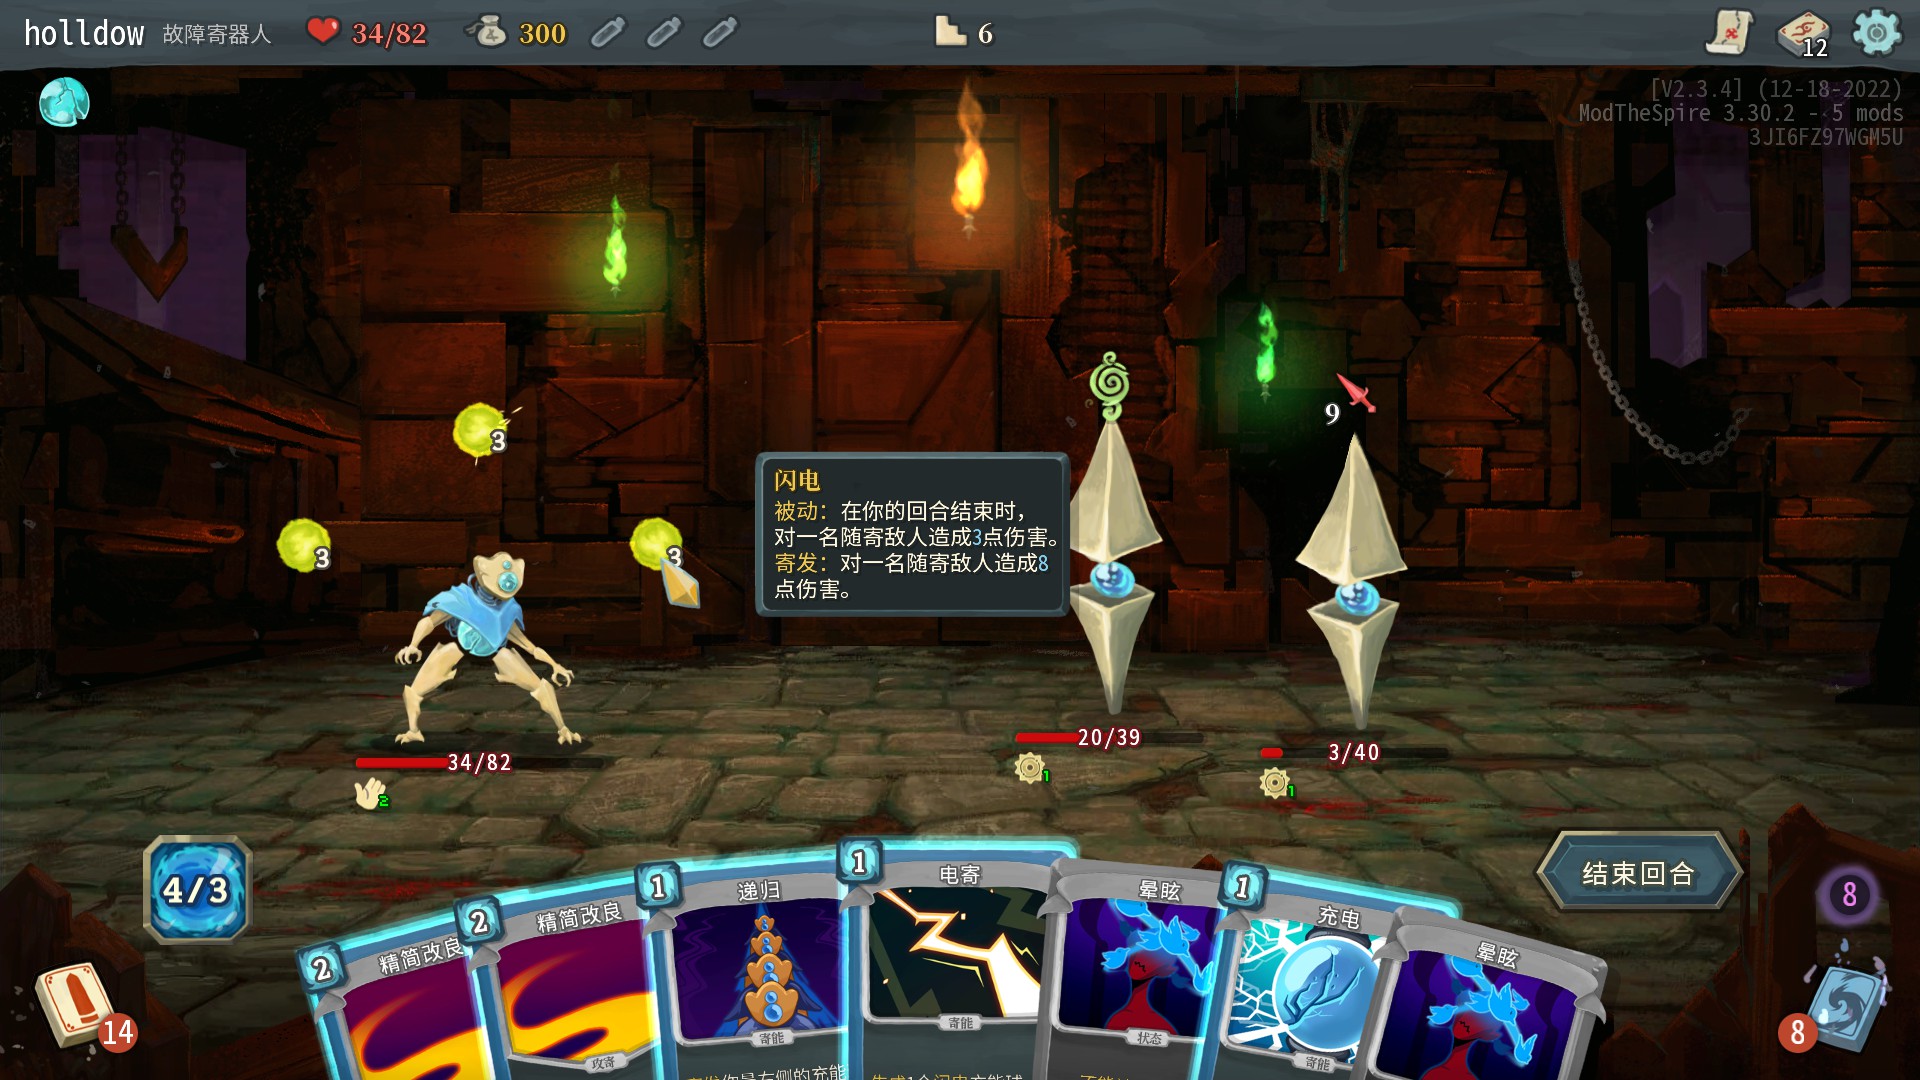 holldow 故障寄器人 34/82 300 6 12
[V2.3.4] (12-18-2022)
ModTheSpire 3.30.2 - 5 mods
3JI6FZ97WGM5U
9
3
3
3
闪电
被动：在你的回合结束时，
对一名随寄敌人造成3点伤害。
寄发：对一名随寄敌人造成8
点伤害。
34/82
2
20/39
1
3/40
1
4/3
结束回合
8
2 精简改良
2 精简改良
攻寄
1 递归
寄能
1 电寄
寄能
晕眩
状态
1 充电
寄能
晕眩
14
8